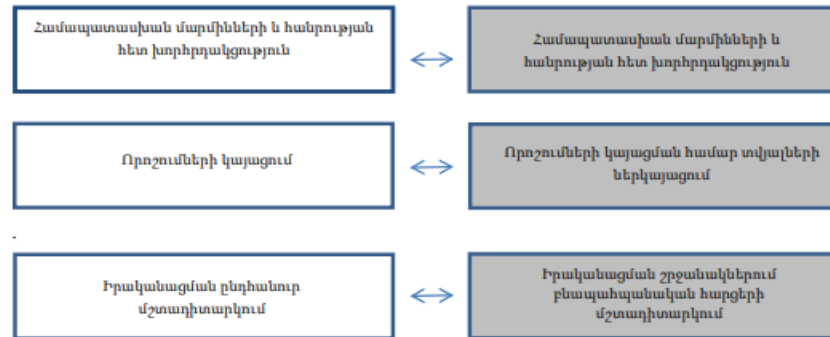 Համապատասխան մարմինների և հանրության
հետ խորհրդակցություն
Համապատասխան մարմինների և
հանրության հետ խորհրդակցություն
Որոշումների կայացում
Որոշումների կայացման համար տվյալների
ներկայացում
Իրականացման ընդհանուր
մշտադիտարկում
Իրականացման շրջանակներում
բնապահպանական հարցերի
մշտադիտարկում